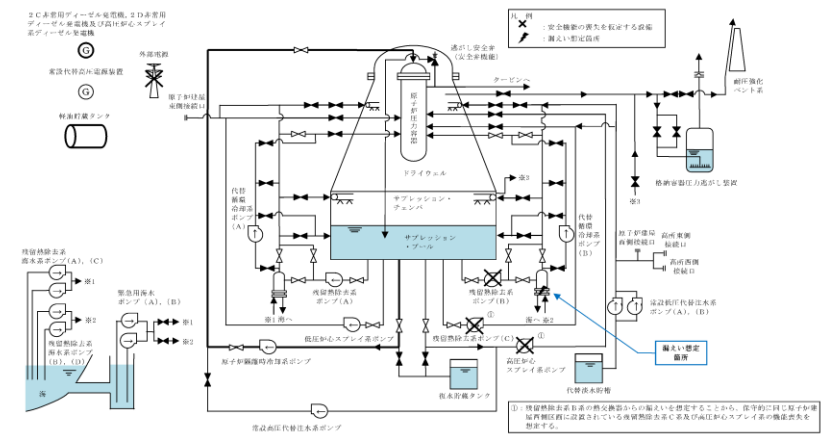 2C非常用ディーゼル発電機，2D非常用
ディーゼル発電機及び高圧炉心スプレイ
系ディーゼル発電機
G
常設代替高圧電源装置
G
軽油貯蔵タンク
外部電源
原子炉建屋
東側接続口
凡 例
：安全機能の喪失を仮定する設備
：漏えい想定箇所
逃がし安全弁
（安全弁機能）
タービンへ
原子炉圧力容器
ドライウェル
サプレッション・
チェンバ
サプレッション
・プール
※3
耐圧強化
ベント系
格納容器圧力逃がし装置
※3
代替
循環
冷却系
ポンプ
(A)
代替
循環
冷却系
ポンプ
(B)
原子炉建屋
西側接続口
高所東側
接続口
高所西側
接続口
常設低圧代替注水系
ポンプ(A)，(B)
残留熱除去系
海水系ポンプ(A)，(C)
※1
※2
残留熱除去系
海水系ポンプ
(B)，(D)
緊急用海水
ポンプ(A)，(B)
※1
※2
海
残留熱除去系
ポンプ(A)
※1 海へ
残留熱除去系
ポンプ(B)
海へ ※2
①
低圧炉心スプレイ系ポンプ
残留熱除去系ポンプ(C)
①
原子炉隔離時冷却系ポンプ
高圧炉心
スプレイ系ポンプ
漏えい想定
箇所
復水貯蔵タンク
代替淡水貯槽
常設高圧代替注水系ポンプ
①：残留熱除去系B系の熱交換器からの漏えいを想定することから，保守的に同じ原子炉建
屋西側区画に設置されている残留熱除去系C系及び高圧炉心スプレイ系の機能喪失を
想定する。